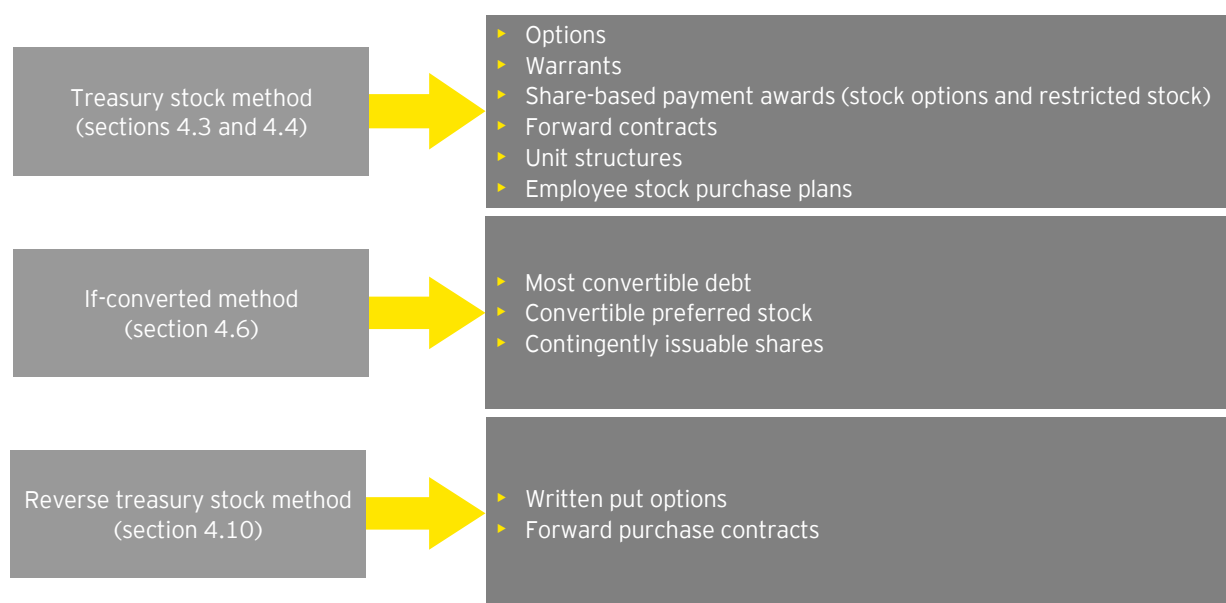 Treasury stock method
(sections 4.3 and 4.4)
Options
Warrants
Share-based payment awards (stock options and restricted stock)
Forward contracts
Unit structures
Employee stock purchase plans
If-converted method
(section 4.6)
Most convertible debt
Convertible preferred stock
Contingently issuable shares
Reverse treasury stock method
(section 4.10)
Written put options
Forward purchase contracts